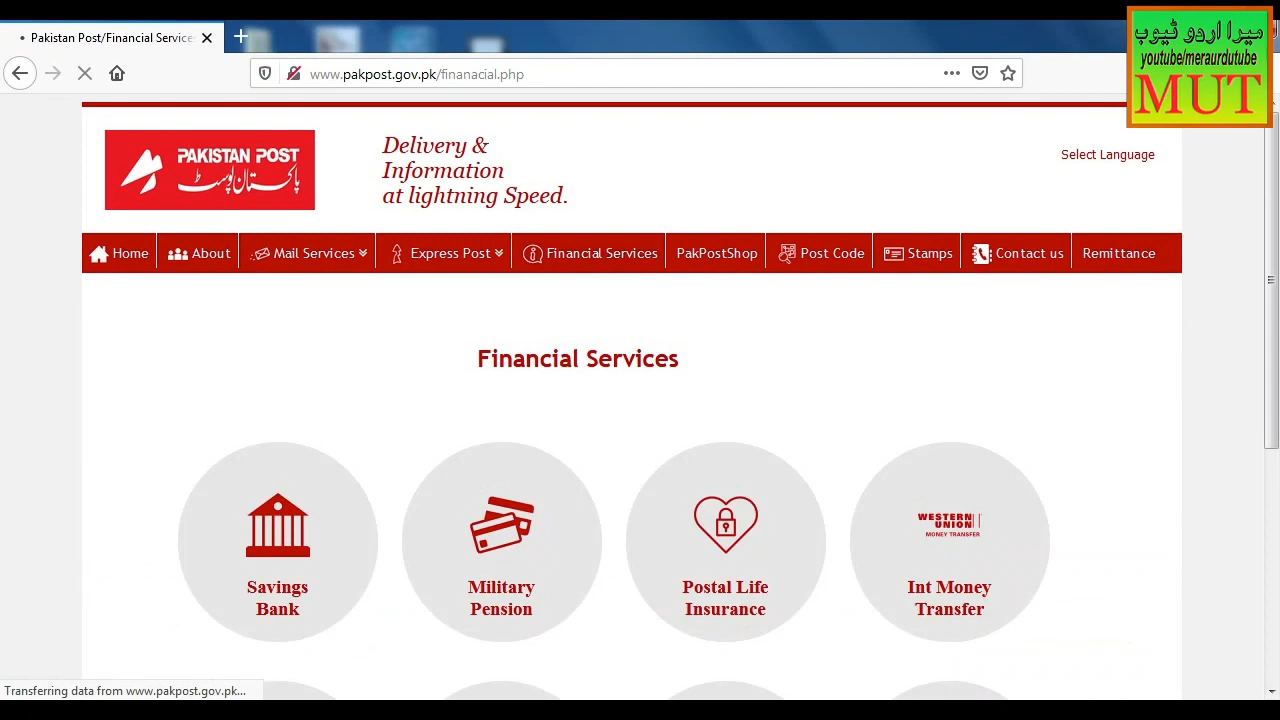 Pakistan Post/Financial Service
www.pakpost.gov.pk/finanacial.php
میرا اردو ٹیوب
youtube/meraurdutube
MUT
PAKISTAN POST
پاکستان پوسٹ
Delivery &
Information
at lightning Speed.
Select Language
Home
About
Mail Services
Express Post
Financial Services
PakPostShop
Post Code
Stamps
Contact us
Remittance
Financial Services
Savings
Bank
Military
Pension
Postal Life
Insurance
WESTERN
UNION
MONEY TRANSFER
Int Money
Transfer
Transferring data from www.pakpost.gov.pk...